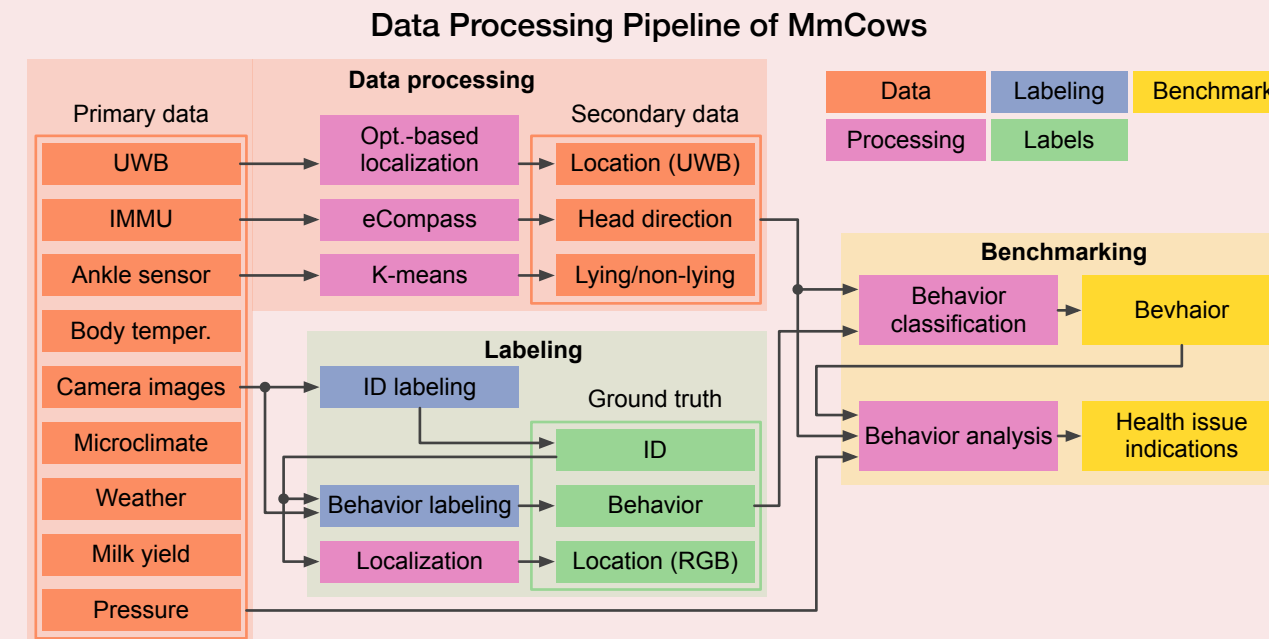 Data Processing Pipeline of MmCows
Data processing
Primary data
Secondary data
UWB
Opt.-based
localization
Location (UWB)
IMMU
eCompass
Head direction
Ankle sensor
K-means
Lying/non-lying
Body temper.
Camera images
Microclimate
Weather
Milk yield
Pressure
Labeling
ID labeling
Ground truth
ID
Behavior labeling
Behavior
Localization
Location (RGB)
Data
Labeling
Benchmark
Processing
Labels
Benchmarking
Behavior
classification
Bevhaior
Behavior analysis
Health issue
indications